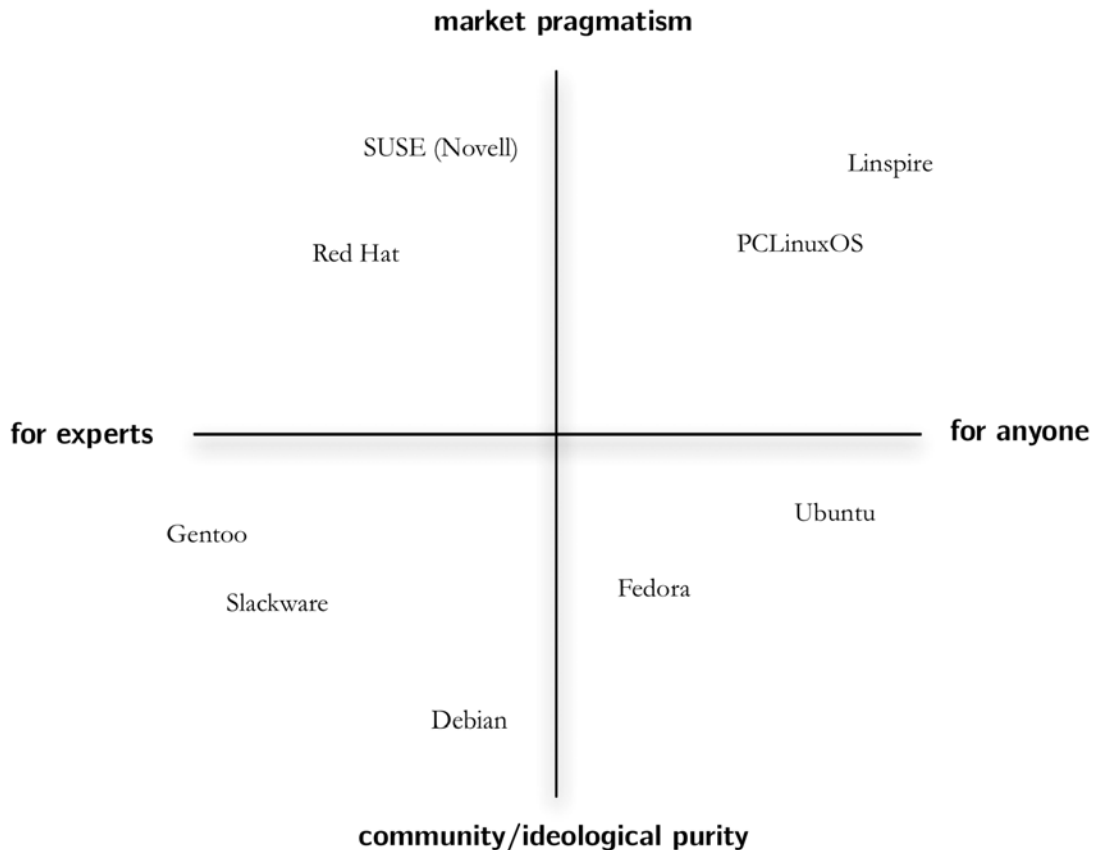 market pragmatism
SUSE (Novell)
Linspire
PCLinuxOS
Red Hat
for experts
for anyone
Ubuntu
Gentoo
Fedora
Slackware
Debian
community/ideological purity